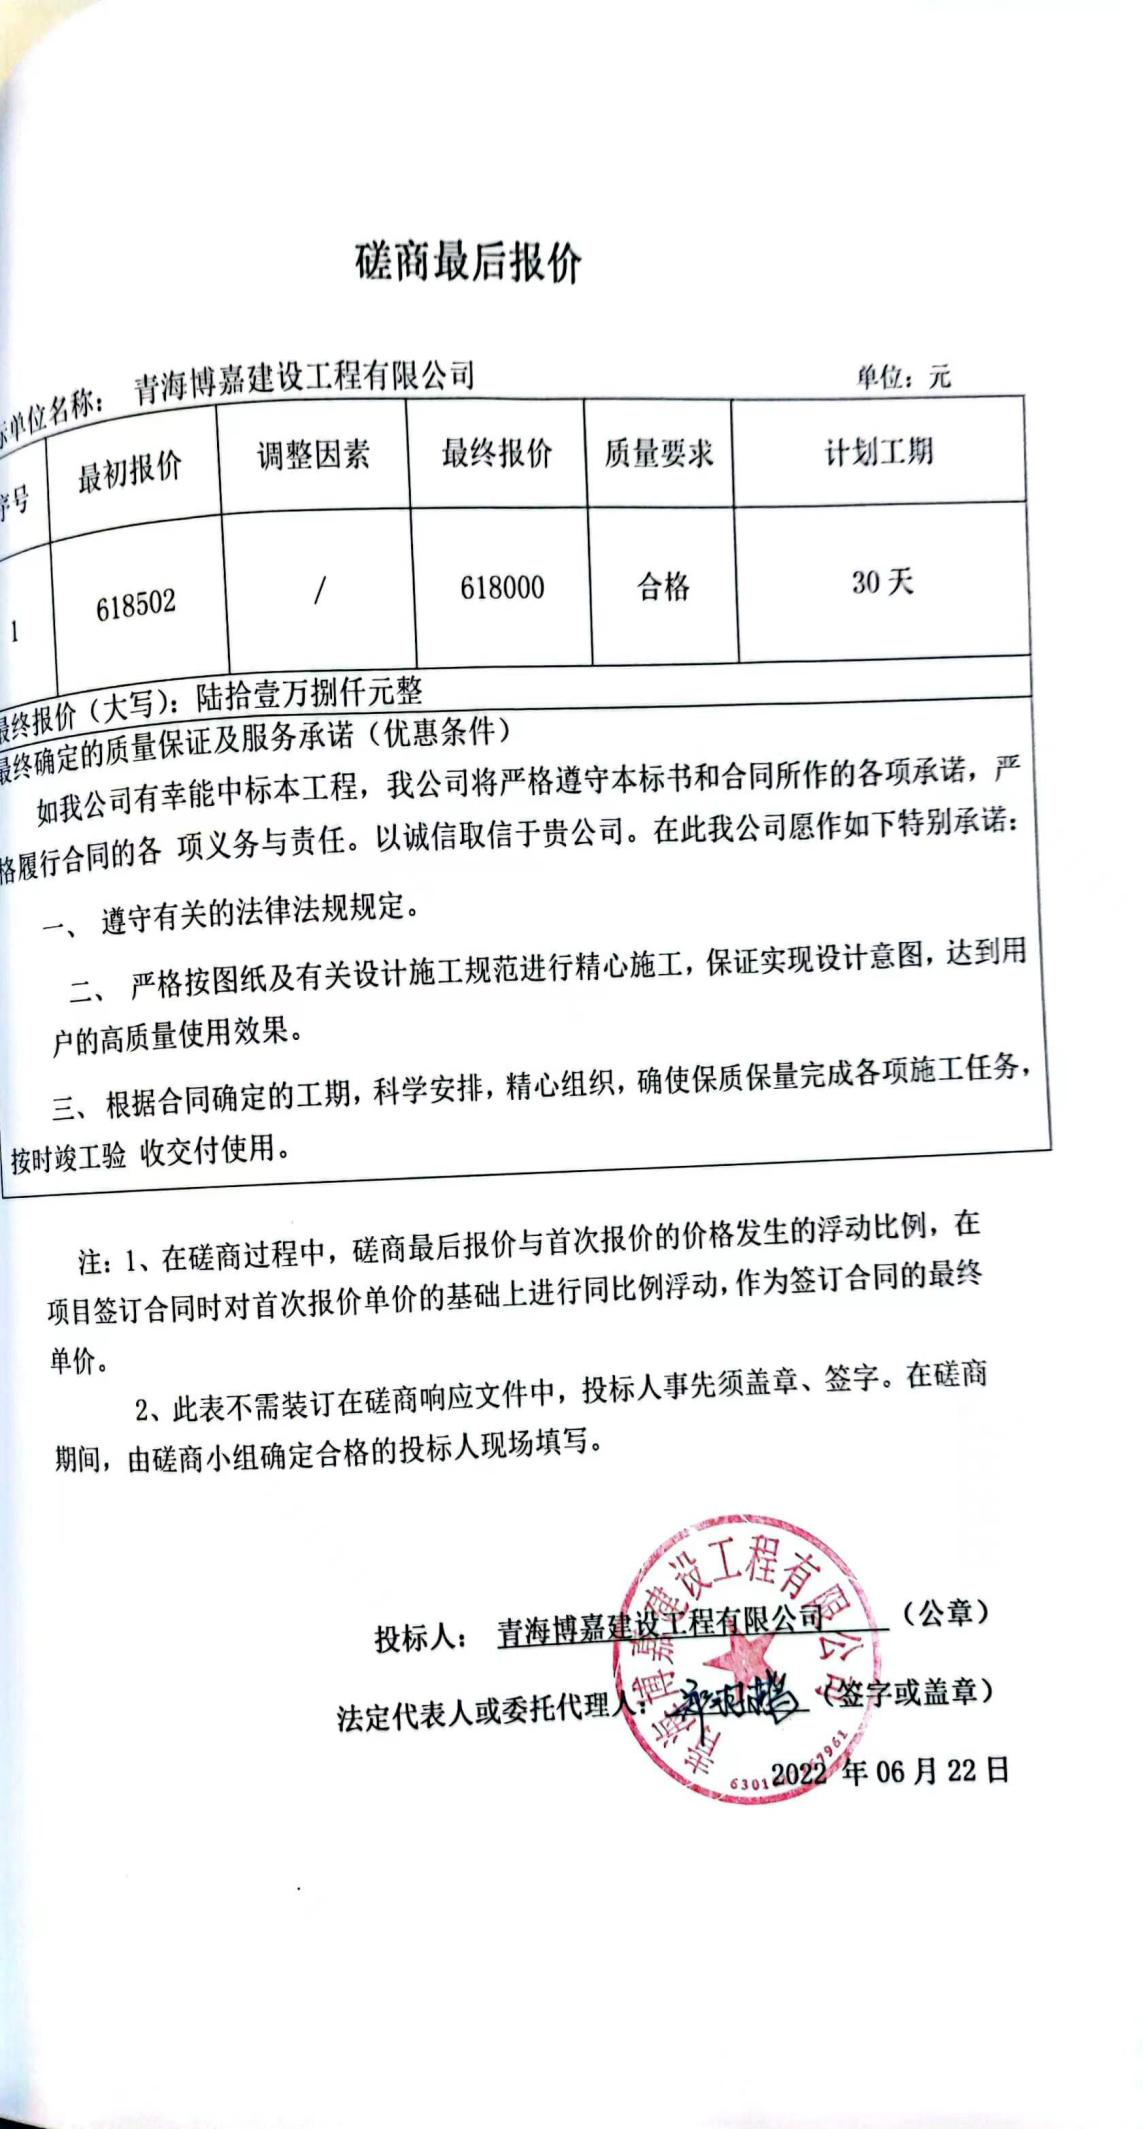 磋商最后报价
标单位名称： 青海博嘉建设工程有限公司 单位：元
序号 最初报价 调整因素 最终报价 质量要求 计划工期
1 618502 / 618000 合格 30 天
最终报价（大写）：陆拾壹万捌仟元整
最终确定的质量保证及服务承诺（优惠条件）
如我公司有幸能中标本工程，我公司将严格遵守本标书和合同所作的各项承诺，严
格履行合同的各 项义务与责任。以诚信取信于贵公司。在此我公司愿作如下特别承诺：
一、 遵守有关的法律法规规定。
二、 严格按图纸及有关设计施工规范进行精心施工，保证实现设计意图，达到用
户的高质量使用效果。
三、根据合同确定的工期，科学安排，精心组织，确使保质保量完成各项施工任务，
按时竣工验 收交付使用。
注：1、在磋商过程中，磋商最后报价与首次报价的价格发生的浮动比例，在
项目签订合同时对首次报价单价的基础上进行同比例浮动，作为签订合同的最终
单价。
2、此表不需装订在磋商响应文件中，投标人事先须盖章、签字。在磋商
期间，由磋商小组确定合格的投标人现场填写。
青海博嘉建设工程有限公司
投标人： 青海博嘉建设工程有限公司 （公章）
法定代表人或委托代理人： （签字或盖章）
2022 年 06 月 22 日